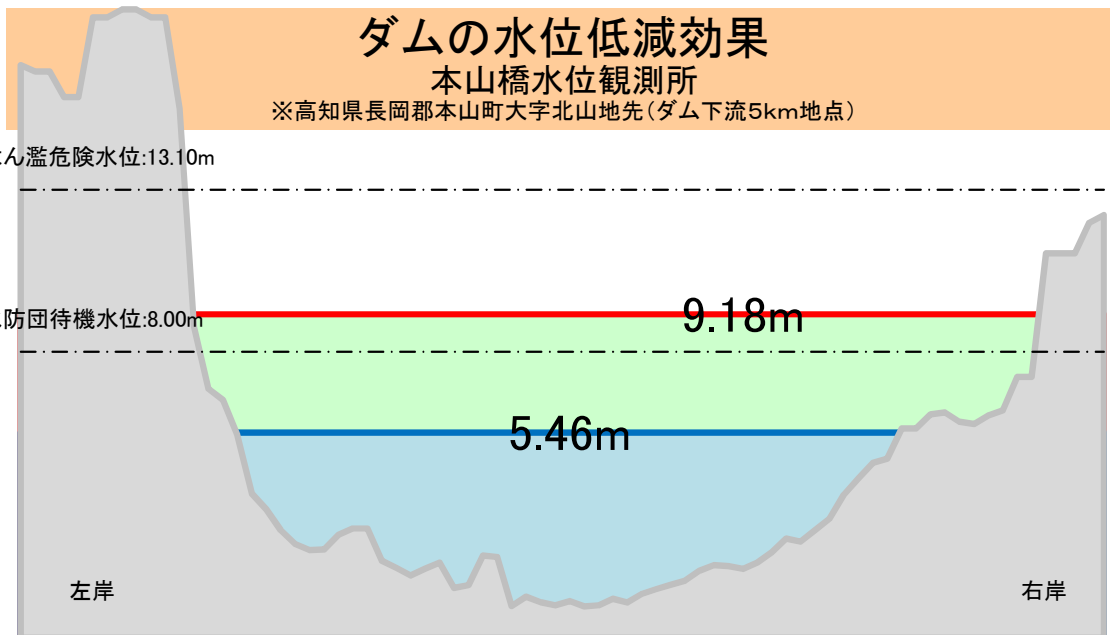 ダムの水位低減効果
本山橋水位観測所
※高知県長岡郡本山町大字北山地先(ダム下流5km地点)
ん濫危険水位:13.10m
防団待機水位:8.00m
9.18m
5.46m
左岸
右岸